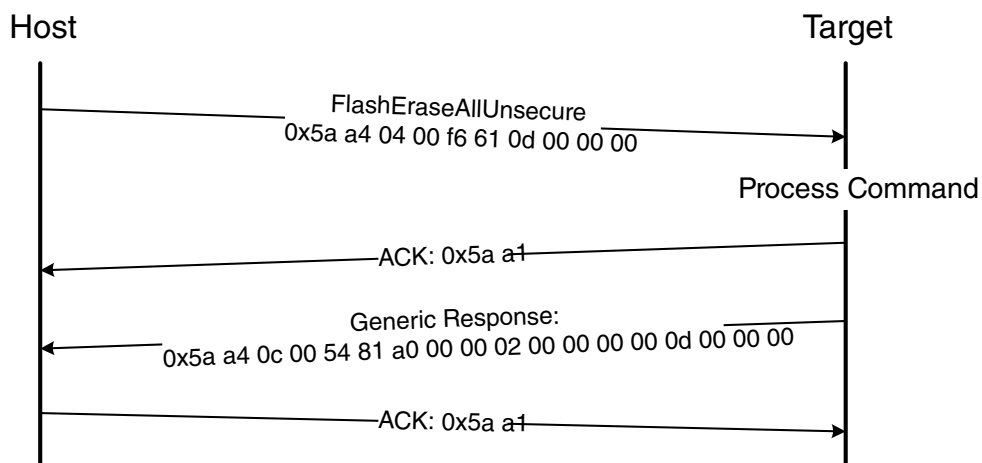 Host
Target
FlashEraseAllUnsecure
0x5a a4 04 00 f6 61 0d 00 00 00
Process Command
ACK: 0x5a a1
Generic Response:
0x5a a4 0c 00 54 81 a0 00 00 02 00 00 00 00 0d 00 00 00
ACK: 0x5a a1